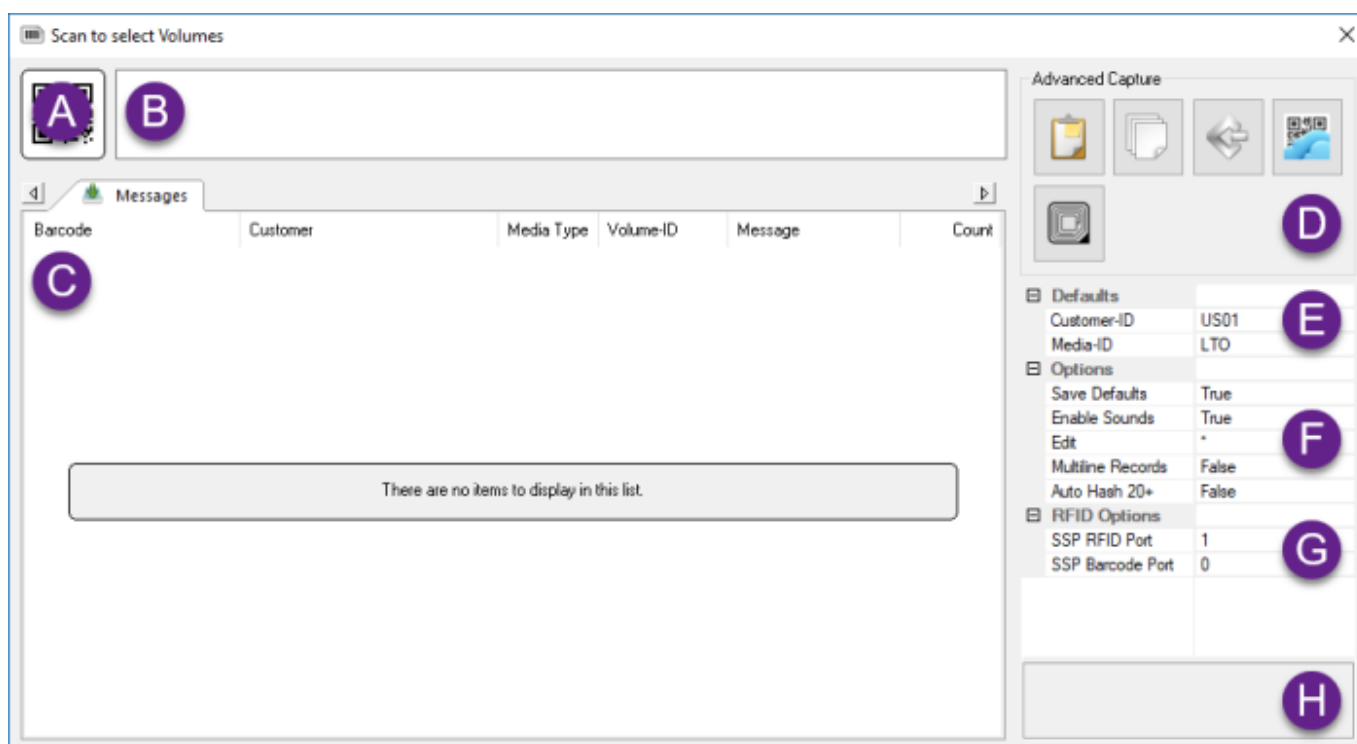 Scan to select Volumes
A
B
Advanced Capture
Messages
Barcode Customer Media Type Volume-ID Message Count
C
D
Defaults
E
Customer-ID US01
Media-ID LTO
Options
Save Defaults True
Enable Sounds True
F
Edit *
Multiline Records False
Auto Hash 20+ False
There are no items to display in this list.
RFID Options
SSP RFID Port 1
G
SSP Barcode Port 0
H